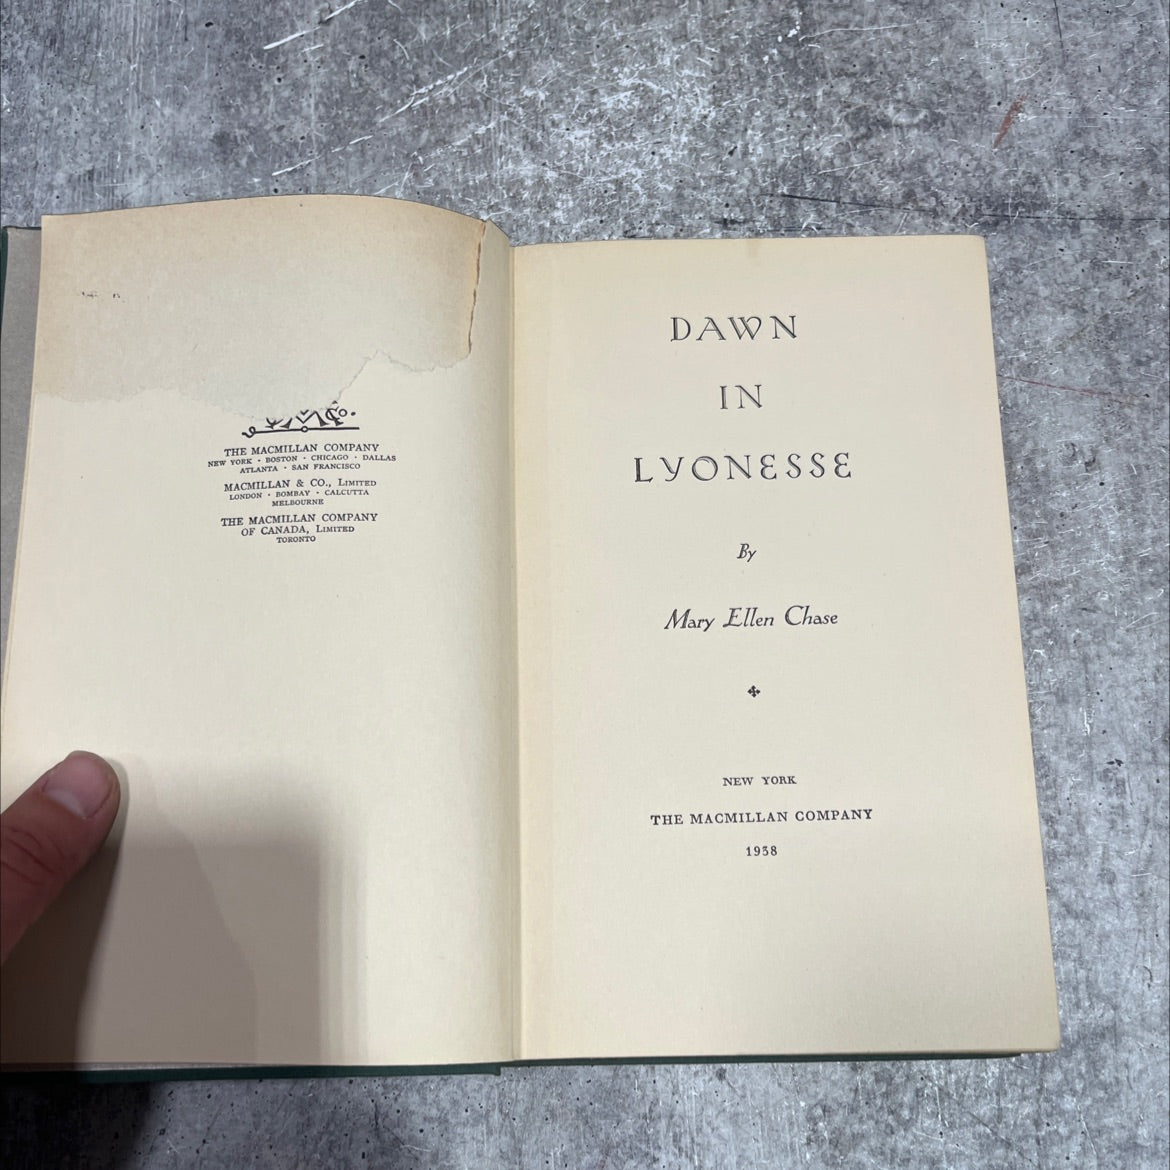 THE MACMILLAN COMPANY
NEW YORK · BOSTON · CHICAGO · DALLAS
ATLANTA · SAN FRANCISCO
MACMILLAN & CO., LIMITED
LONDON · BOMBAY · CALCUTTA
MELBOURNE
THE MACMILLAN COMPANY
OF CANADA, LIMITED
TORONTO
DAWN
IN
LYONESSE
By
Mary Ellen Chase
NEW YORK
THE MACMILLAN COMPANY
1938